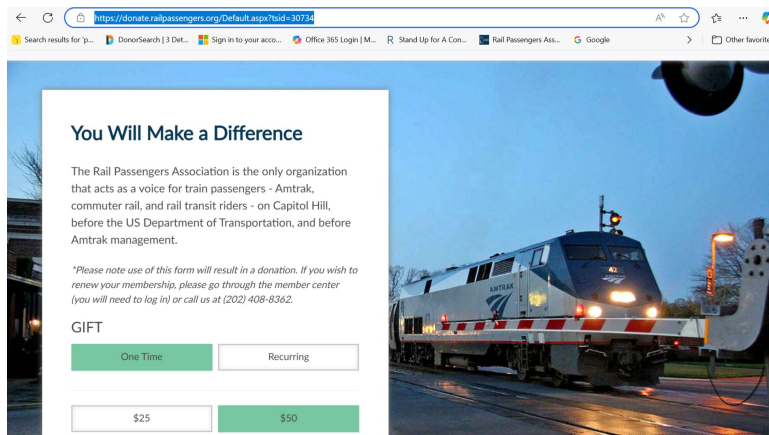 https://donate.railpassengers.org/Default.aspx?tsid=30734
Search results for 'p... DonorSearch | 3 Det... Sign in to your acco... Office 365 Login | M... Stand Up for A Con... Rail Passengers Ass... Google Other favorite
You Will Make a Difference
The Rail Passengers Association is the only organization
that acts as a voice for train passengers - Amtrak,
commuter rail, and rail transit riders - on Capitol Hill,
before the US Department of Transportation, and before
Amtrak management.
*Please note use of this form will result in a donation. If you wish to
renew your membership, please go through the member center
(you will need to log in) or call us at (202) 408-8362.
GIFT
One Time Recurring
$25 $50
AMTRAK
42